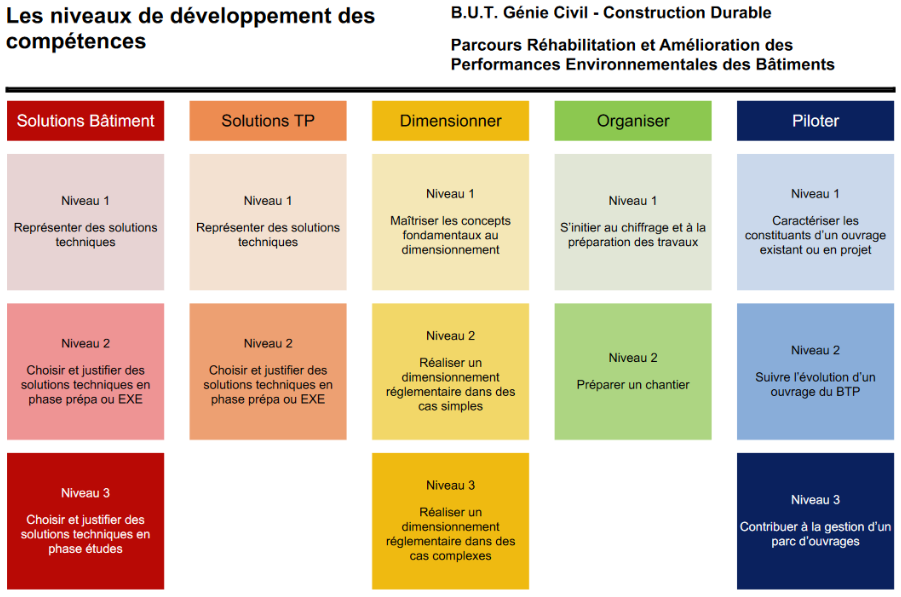 Les niveaux de développement des
compétences
B.U.T. Génie Civil - Construction Durable
Parcours Réhabilitation et Amélioration des
Performances Environnementales des Bâtiments
Solutions Bâtiment
Solutions TP
Dimensionner
Organiser
Piloter
Niveau 1
Représenter des solutions
techniques
Niveau 1
Représenter des solutions
techniques
Niveau 1
Maîtriser les concepts
fondamentaux au
dimensionnement
Niveau 1
S'initier au chiffrage et à la
préparation des travaux
Niveau 1
Caractériser les
constituants d'un ouvrage
existant ou en projet
Niveau 2
Choisir et justifier des
solutions techniques en
phase prépa ou EXE
Niveau 2
Choisir et justifier des
solutions techniques en
phase prépa ou EXE
Niveau 2
Réaliser un
dimensionnement
réglementaire dans des
cas simples
Niveau 2
Préparer un chantier
Niveau 2
Suivre l'évolution d'un
ouvrage du BTP
Niveau 3
Choisir et justifier des
solutions techniques en
phase études
Niveau 3
Réaliser un
dimensionnement
réglementaire dans des
cas complexes
Niveau 3
Contribuer à la gestion d'un
parc d'ouvrages